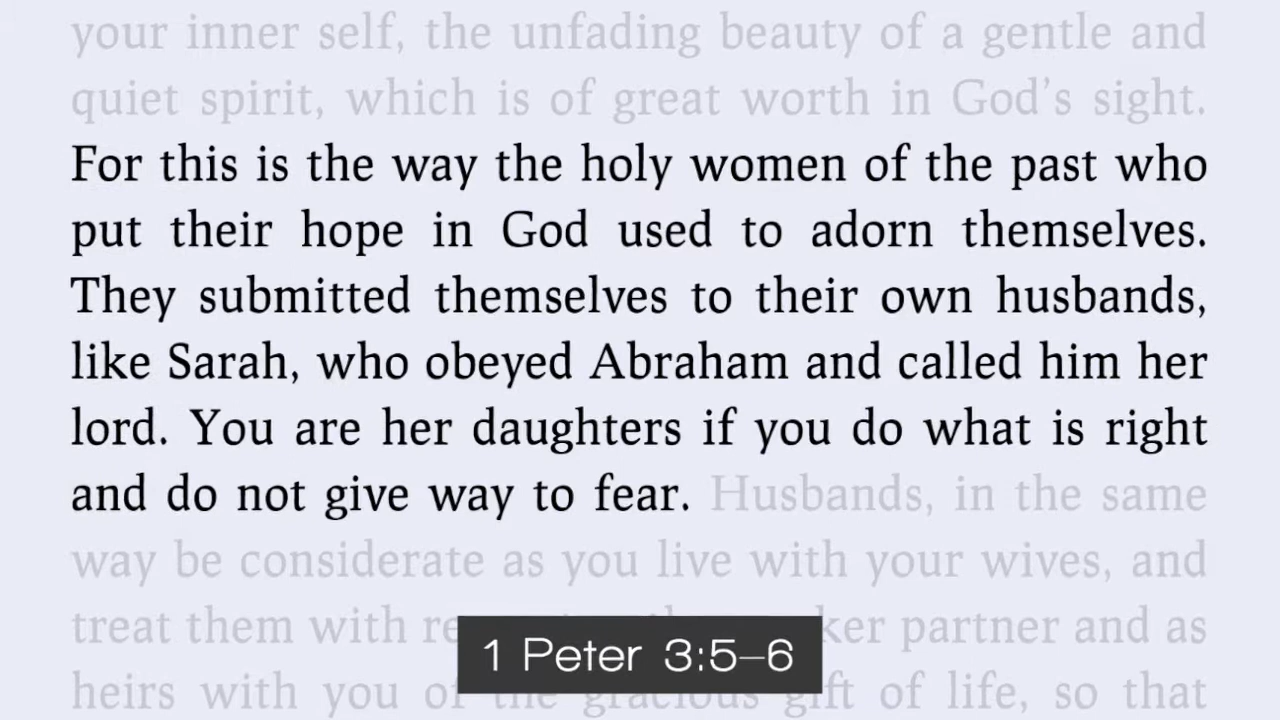 your inner self, the unfading beauty of a gentle and
quiet spirit, which is of great worth in God’s sight.
For this is the way the holy women of the past who
put their hope in God used to adorn themselves.
They submitted themselves to their own husbands,
like Sarah, who obeyed Abraham and called him her
lord. You are her daughters if you do what is right
and do not give way to fear. Husbands, in the same
way be considerate as you live with your wives, and
treat them with partner and as
heirs with you of the gracious gift of life, so that
1 Peter 3:5–6